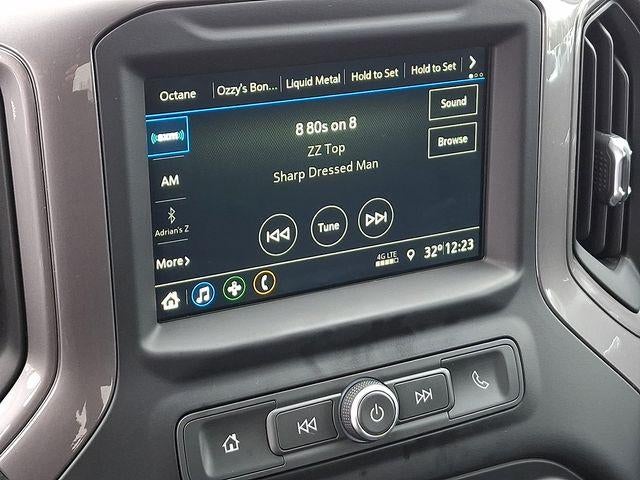 Octane Ozzy's Bon... Liquid Metal Hold to Set Hold to Set
Sound
sxm
8 80s on 8
Browse
ZZ Top
AM
Sharp Dressed Man
Adrian's Z
Tune
More
4G LTE 32° 12:23